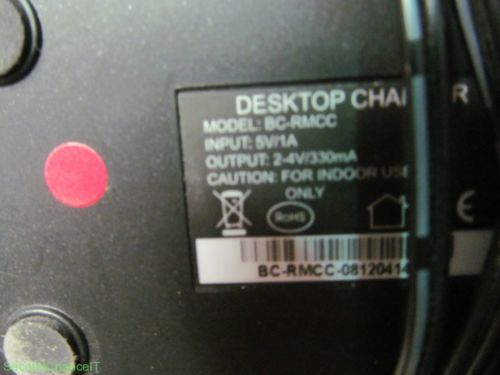 DESKTOP CHA R
MODEL: BC-RMCC
INPUT: 5V/1A
OUTPUT: 2-4V/330mA
CAUTION: FOR INDOOR USE
ONLY
RoHS
CE
BC-RMCC-08120414